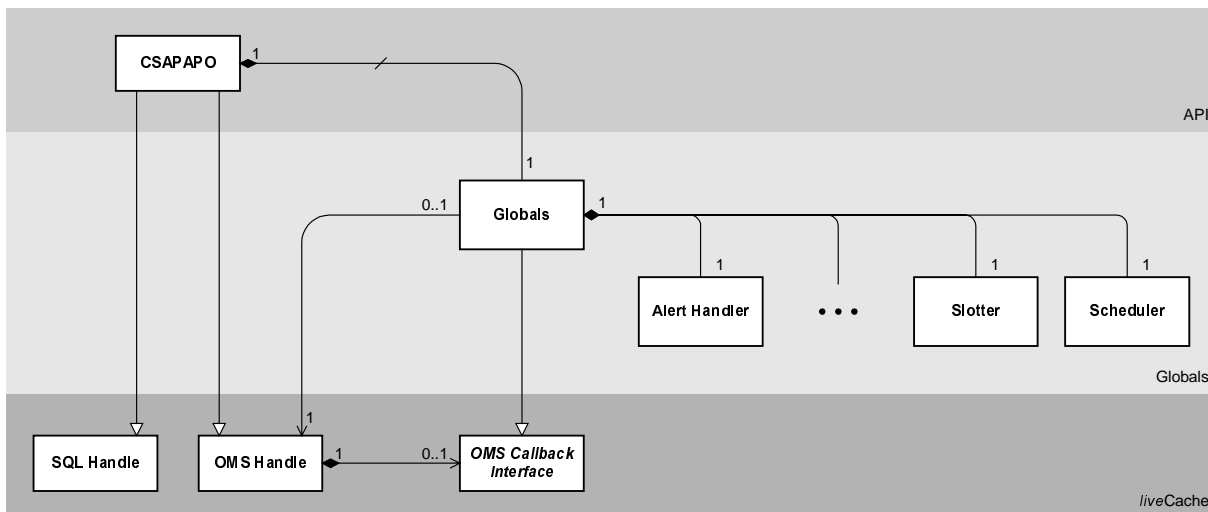 CSAPAPO
1
API
1
0..1
Globals
1
1
1
1
Alert Handler
• • •
Slotter
Scheduler
Globals
1
SQL Handle
OMS Handle
1
0..1
OMS Callback
Interface
liveCache